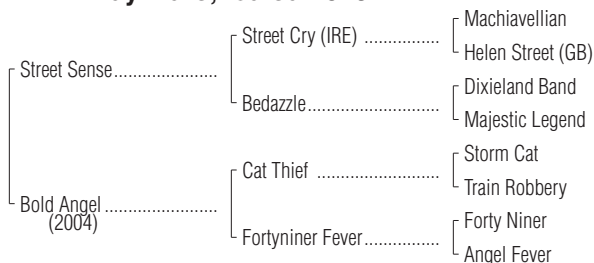 Machiavellian
Street Cry (IRE) ..................
Helen Street (GB)
Street Sense.........................
Dixieland Band
Bedazzle................................
Majestic Legend
Storm Cat
Cat Thief .............................
Train Robbery
Bold Angel ...........................
(2004)
Forty Niner
Fortyniner Fever..................
Angel Fever